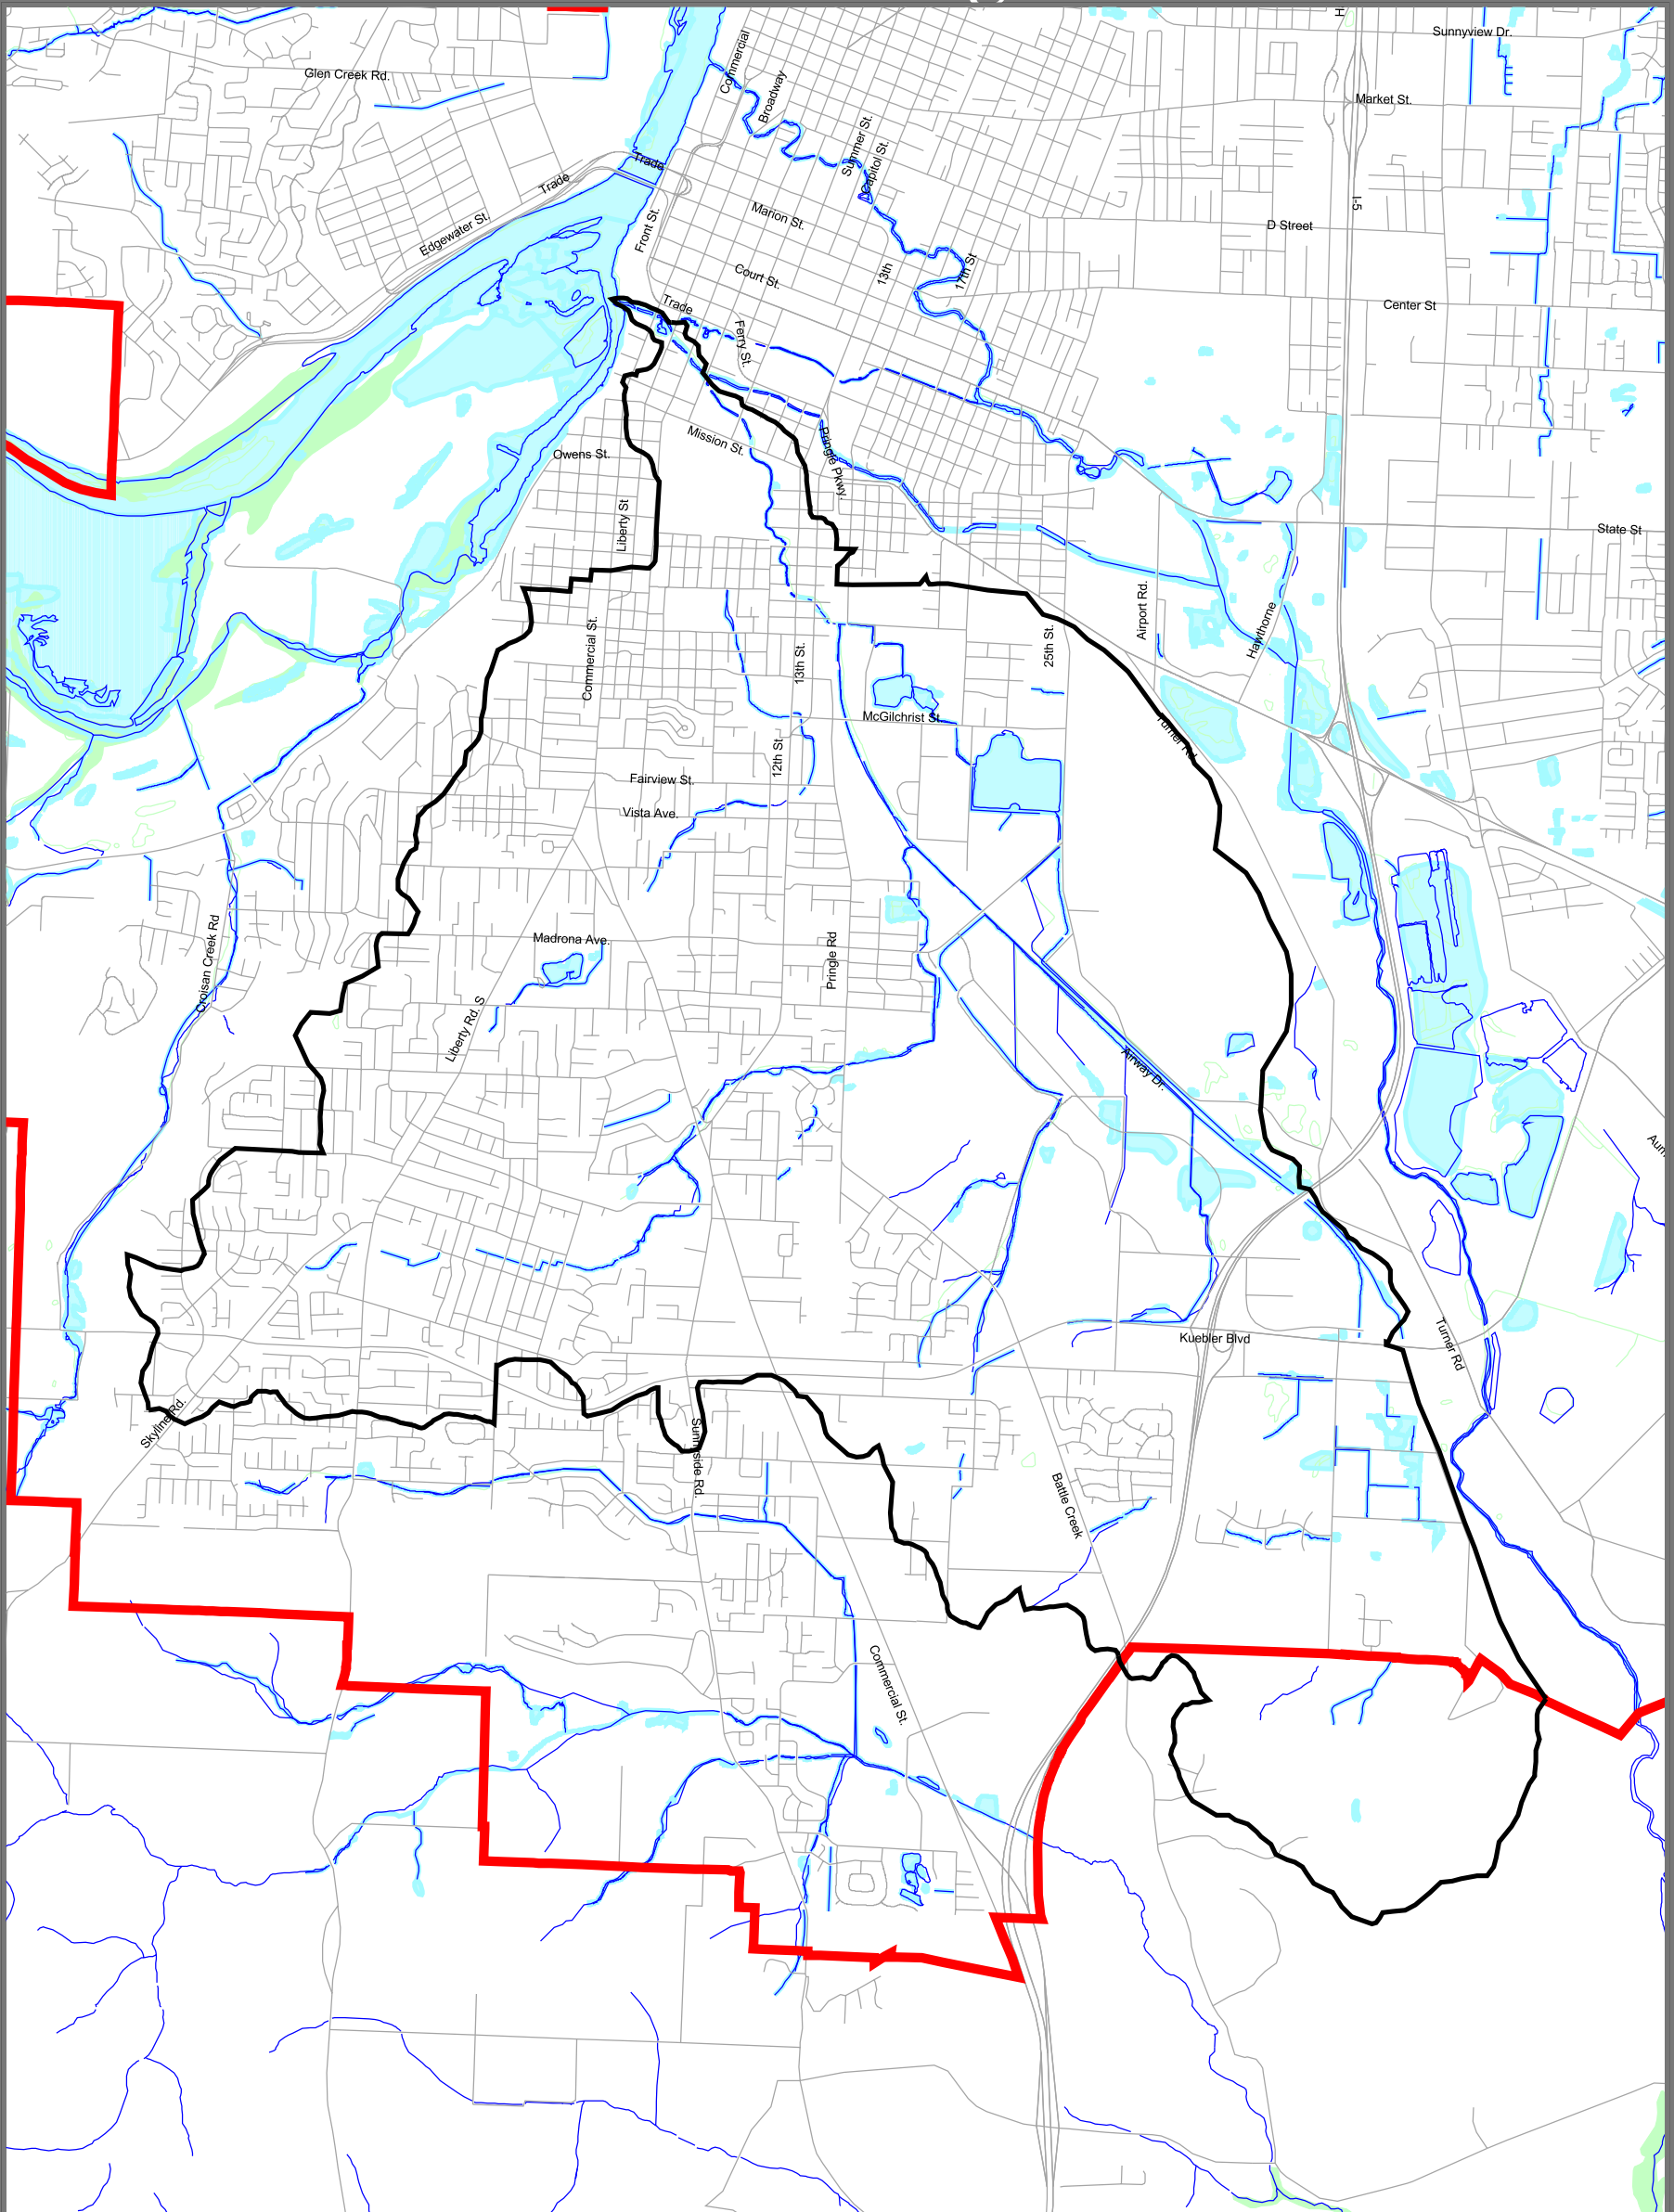 Sunnyview Dr.
H
Commercial
Glen Creek Rd.
Broadway
Market St.
Summer St.
Capitol St.
Trade
Trade
I-5
Edgewater St.
Front St.
Marion St.
D Street
Court St.
13th
17th St
Trade
Center St
Ferry St.
Mission St.
Owens St.
Pringle Pkwy.
Liberty St
State St
Airport Rd.
Hawthorne
25th St.
Commercial St.
13th St.
McGilchrist St.
Turner Rd
12th St.
Fairview St.
Vista Ave.
Madrona Ave.
Pringle Rd
Croisan Creek Rd
Liberty Rd. S
Airway Dr.
Aum
Kuebler Blvd
Turner Rd
Skyline Rd.
Sunnyside Rd.
Battle Creek
Commercial St.